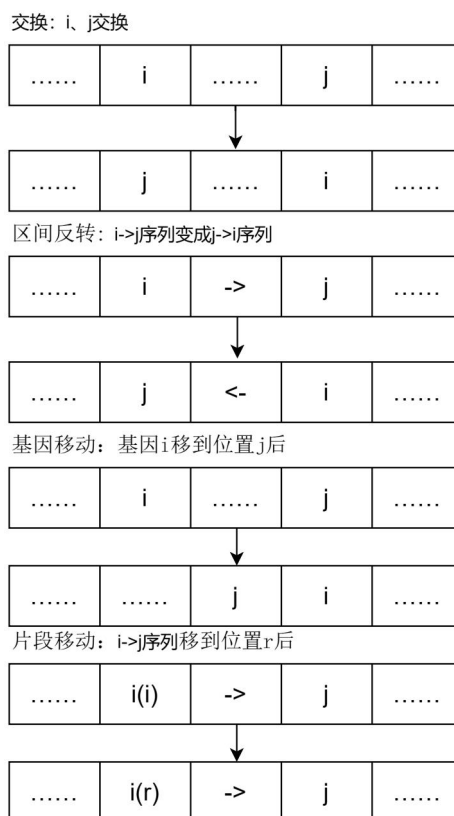 交换：i、j交换
…… i …… j ……
…… j …… i ……
区间反转：i->j序列变成j->i序列
…… i -> j ……
…… j <- i ……
基因移动：基因i移到位置j后
…… i …… j ……
…… …… j i ……
片段移动：i->j序列移到位置r后
…… i(i) -> j ……
…… i(r) -> j ……